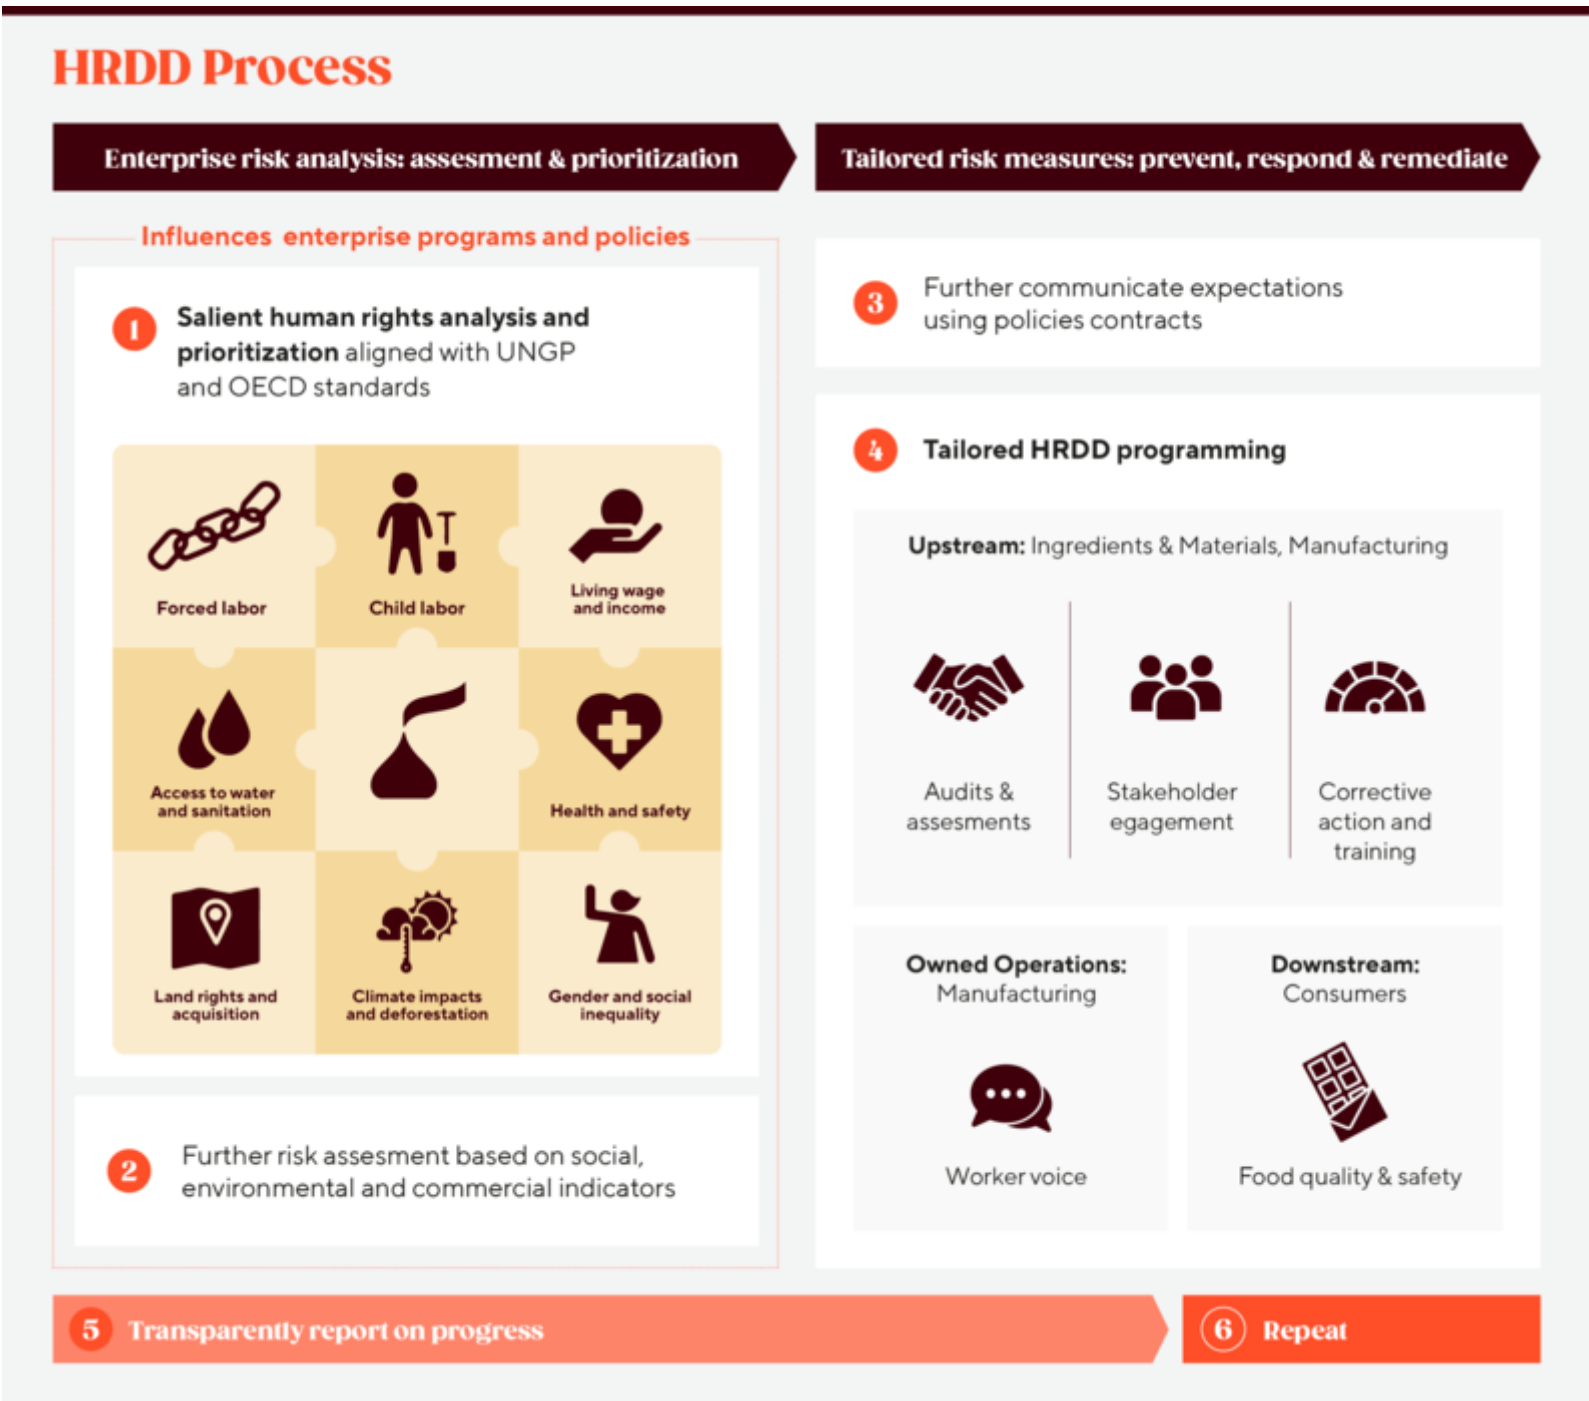 HRDD Process
Enterprise risk analysis: assesment & prioritization
Influences enterprise programs and policies
1
Salient human rights analysis and
prioritization aligned with UNGP
and OECD standards
Forced labor
Child labor
Living wage
and income
Access to water
and sanitation
Health and safety
Land rights and
acquisition
Climate impacts
and deforestation
Gender and social
inequality
2
Further risk assesment based on social,
environmental and commercial indicators
Tailored risk measures: prevent, respond & remediate
3
Further communicate expectations
using policies contracts
4
Tailored HRDD programming
Upstream: Ingredients & Materials, Manufacturing
Audits &
assesments
Stakeholder
egagement
Corrective
action and
training
Owned Operations:
Manufacturing
Worker voice
Downstream:
Consumers
Food quality & safety
5 Transparently report on progress
6 Repeat